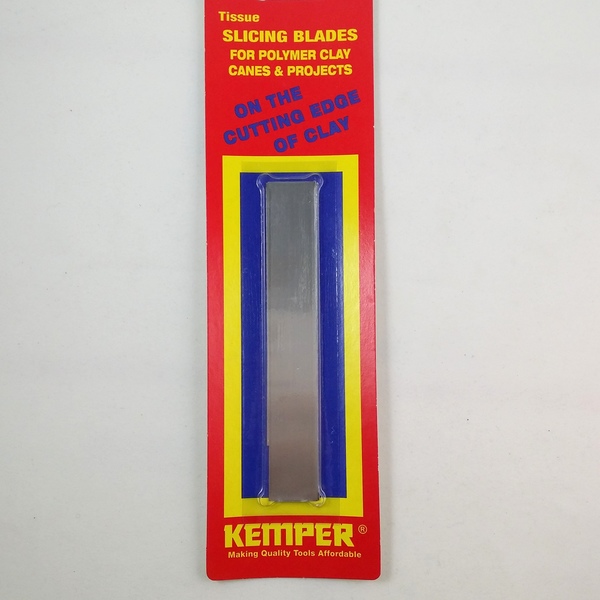 Tissue
SLICING BLADES
FOR POLYMER CLAY
CANES & PROJECTS
ON THE
CUTTING EDGE
OF CLAY
KEMPER®
Making Quality Tools Affordable